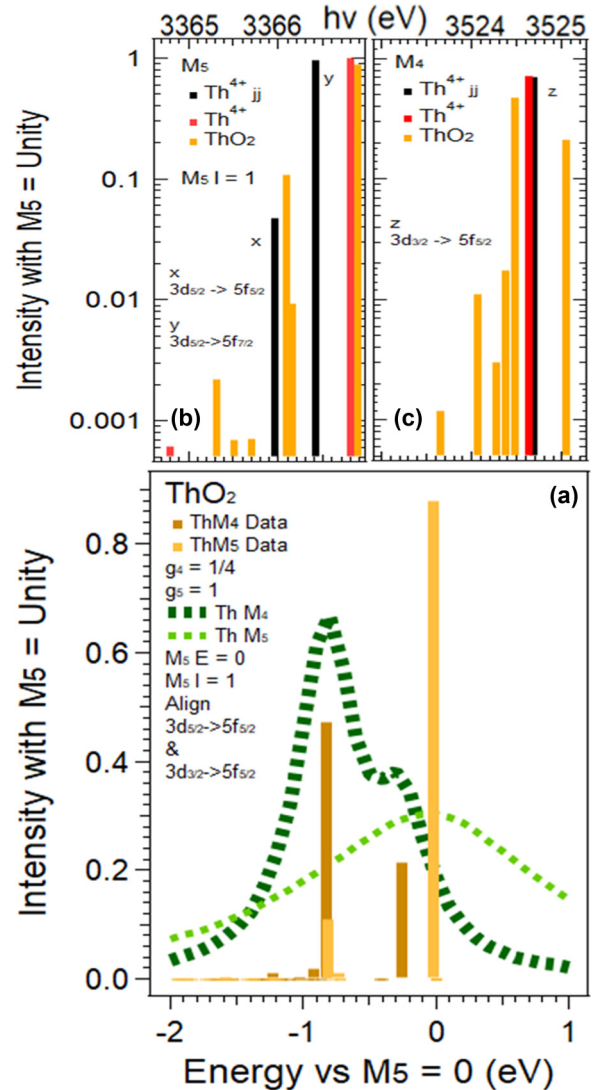 3365 3366 hν (eV) 3524 3525
Intensity with M₅ = Unity
1
0.1
0.01
0.001
M₅
Th⁴⁺ jj
Th⁴⁺
ThO₂
M₅ I = 1
y
x
x
3d₅/₂ -> 5f₅/₂
y
3d₅/₂->5f₇/₂
(b)
M₄
Th⁴⁺ jj
Th⁴⁺
ThO₂
z
z
3d₃/₂ -> 5f₅/₂
(c)
Intensity with M₅ = Unity
0.8
0.6
0.4
0.2
0.0
ThO₂
(a)
ThM₄ Data
ThM₅ Data
g₄ = 1/4
g₅ = 1
Th M₄
Th M₅
M₅ E = 0
M₅ I = 1
Align
3d₅/₂->5f₅/₂
&
3d₃/₂->5f₅/₂
-2 -1 0 1
Energy vs M₅ = 0 (eV)